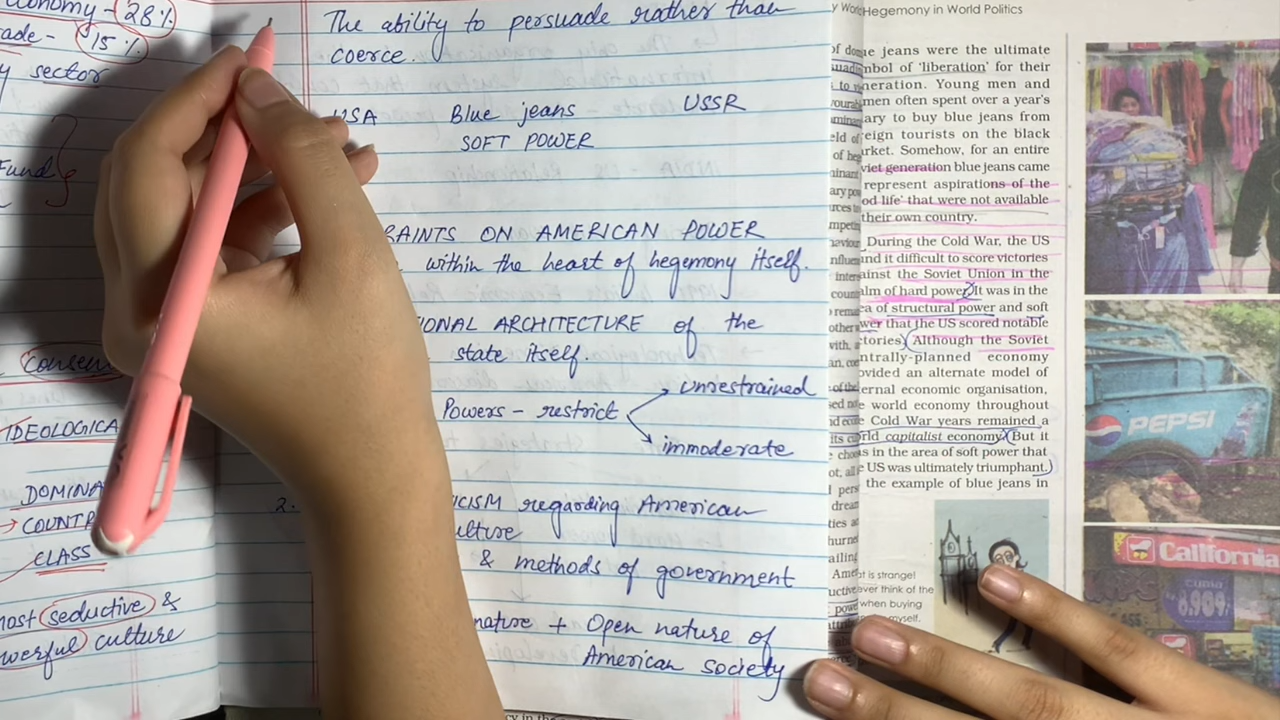 onomy - 28%
ade - 15%
y sector
Fund
Consen
IDEOLOGICA
DOMINA
→ COUNTR
CLASS
most seductive &
werful culture
The ability to persuade rather than
coerce.
USA Blue jeans USSR
SOFT POWER
RAINTS ON AMERICAN POWER
within the heart of hegemony itself.
IONAL ARCHITECTURE of the
state itself.
Powers - restrict
unrestrained
immoderate
2.
ICISM regarding American
ulture
& methods of government
nature + Open nature of
American society
Hegemony in World Politics
e jeans were the ultimate
mbol of 'liberation' for their
neration. Young men and
men often spent over a year's
ary to buy blue jeans from
eign tourists on the black
rket. Somehow, for an entire
viet generation blue jeans came
represent aspirations of the
od life' that were not available
their own country.
During the Cold War, the US
nd it difficult to score victories
ainst the Soviet Union in the
alm of hard power. It was in the
ea of structural power and soft
wer that the US scored notable
tories. Although the Soviet
ntrally-planned economy
ovided an alternate model of
ernal economic organisation,
e world economy throughout
e Cold War years remained a
rld capitalist economy. But it
s in the area of soft power that
e US was ultimately triumphant.
the example of blue jeans in
at is strange!
ever think of the
when buying
myself.
PEPSI
California
6.909